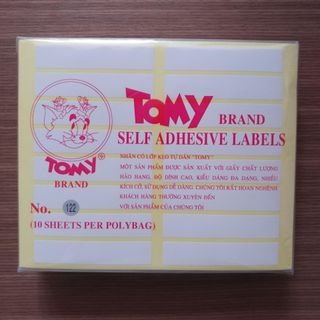 TOMY BRAND
SELF ADHESIVE LABELS
NHÃN CÓ LỚP KEO TỰ DÁN "TOMY"
MỘT SẢN PHẨM ĐƯỢC SẢN XUẤT VỚI GIẤY CHẤT LƯỢNG
HẢO HẠNG, ĐỘ DÍNH CAO, KIỂU DÁNG ĐA DẠNG, NHIỀU
KÍCH CỠ, SỬ DỤNG DỄ DÀNG. CHÚNG TÔI RẤT HOAN NGHÊNH
KHÁCH HÀNG THƯỜNG XUYÊN ĐẾN
VỚI SẢN PHẨM CỦA CHÚNG TÔI
TOMY ®
BRAND
No. 122
(10 SHEETS PER POLYBAG)